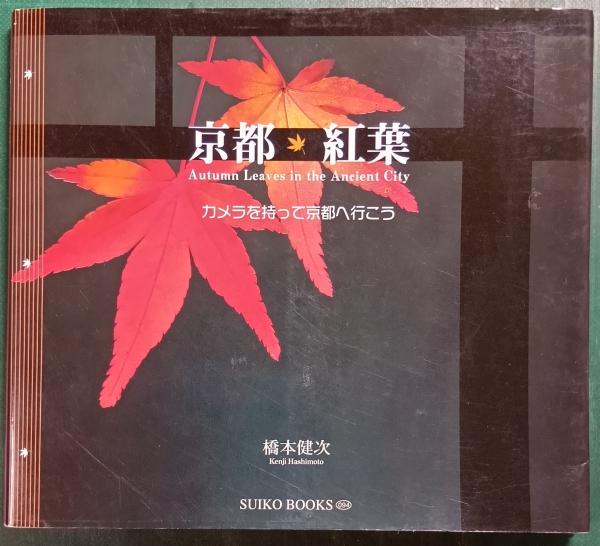 京都 紅葉
Autumn Leaves in the Ancient City
カメラを持って京都へ行こう
橋本健次
Kenji Hashimoto
SUIKO BOOKS 094